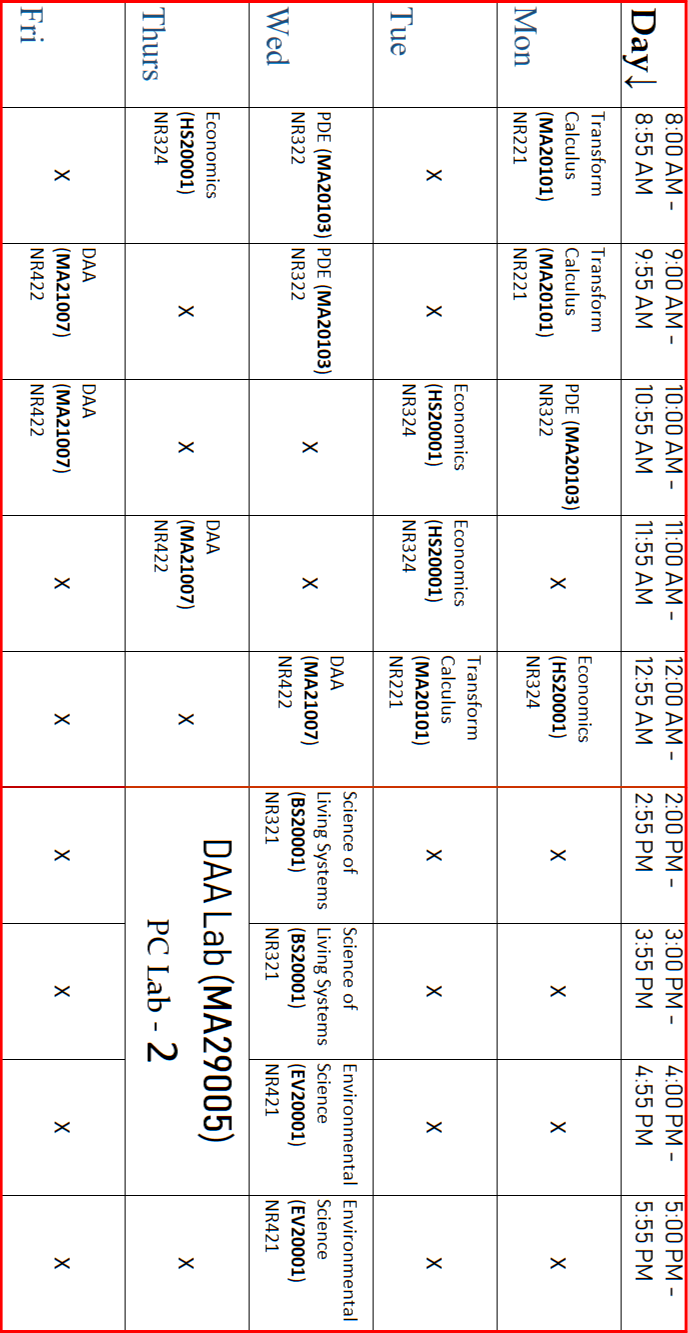 Day↓
8:00 AM -
8:55 AM
9:00 AM -
9:55 AM
10:00 AM -
10:55 AM
11:00 AM -
11:55 AM
12:00 AM -
12:55 AM
2:00 PM -
2:55 PM
3:00 PM -
3:55 PM
4:00 PM -
4:55 PM
5:00 PM -
5:55 PM
Mon
Transform
Calculus
(MA20101)
NR221
Transform
Calculus
(MA20101)
NR221
PDE (MA20103)
NR322
X
Economics
(HS20001)
NR324
X
X
X
X
Tue
X
X
Economics
(HS20001)
NR324
Economics
(HS20001)
NR324
Transform
Calculus
(MA20101)
NR221
X
X
X
X
Wed
PDE (MA20103)
NR322
PDE (MA20103)
NR322
X
X
DAA
(MA21007)
NR422
Science of
Living Systems
(BS20001)
NR321
Science of
Living Systems
(BS20001)
NR321
Environmental
Science
(EV20001)
NR421
Environmental
Science
(EV20001)
NR421
Thurs
Economics
(HS20001)
NR324
X
X
DAA
(MA21007)
NR422
X
DAA Lab (MA29005)
PC Lab - 2
X
Fri
X
DAA
(MA21007)
NR422
DAA
(MA21007)
NR422
X
X
X
X
X
X